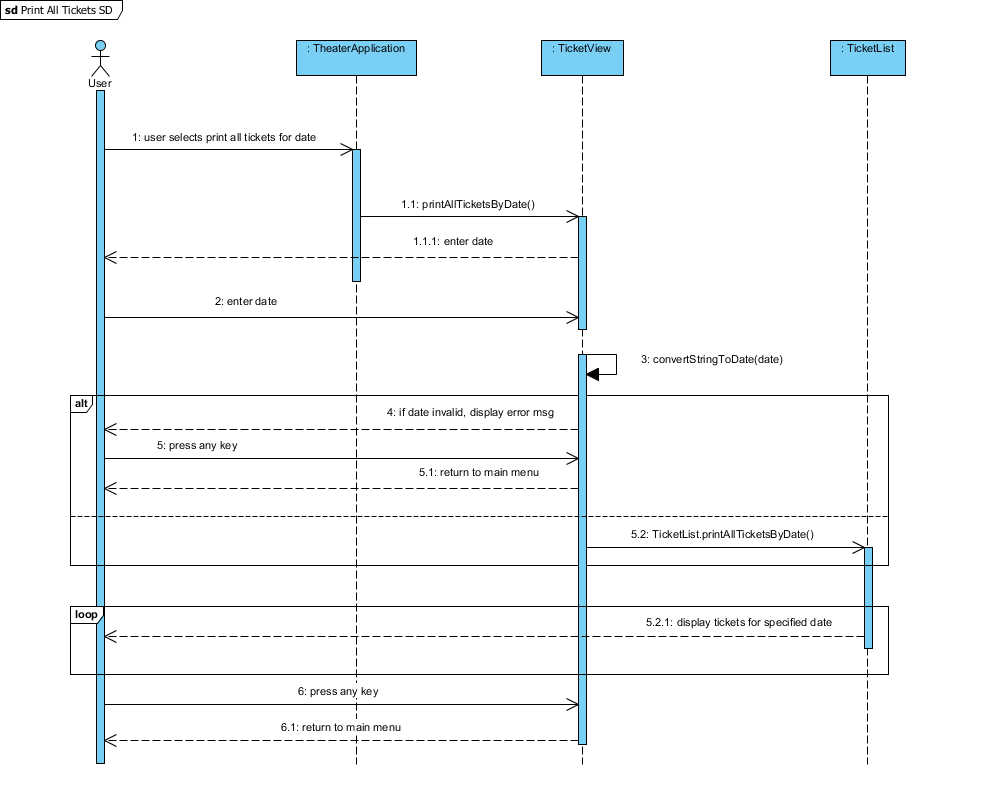 sd Print All Tickets SD
: TheaterApplication
: TicketView
: TicketList
User
1: user selects print all tickets for date
1.1: printAllTicketsByDate()
1.1.1: enter date
2: enter date
3: convertStringToDate(date)
alt
4: if date invalid, display error msg
5: press any key
5.1: return to main menu
5.2: TicketList.printAllTicketsByDate()
loop
5.2.1: display tickets for specified date
6: press any key
6.1: return to main menu